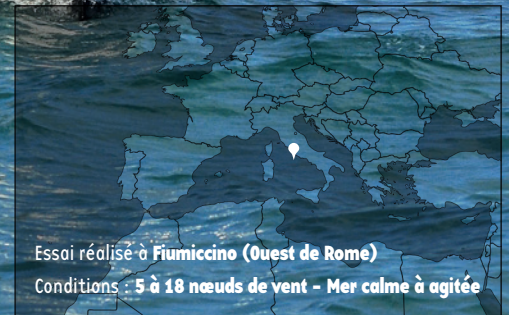 Essai réalisé à Fiumiccino (Ouest de Rome)
Conditions : 5 à 18 nœuds de vent - Mer calme à agitée